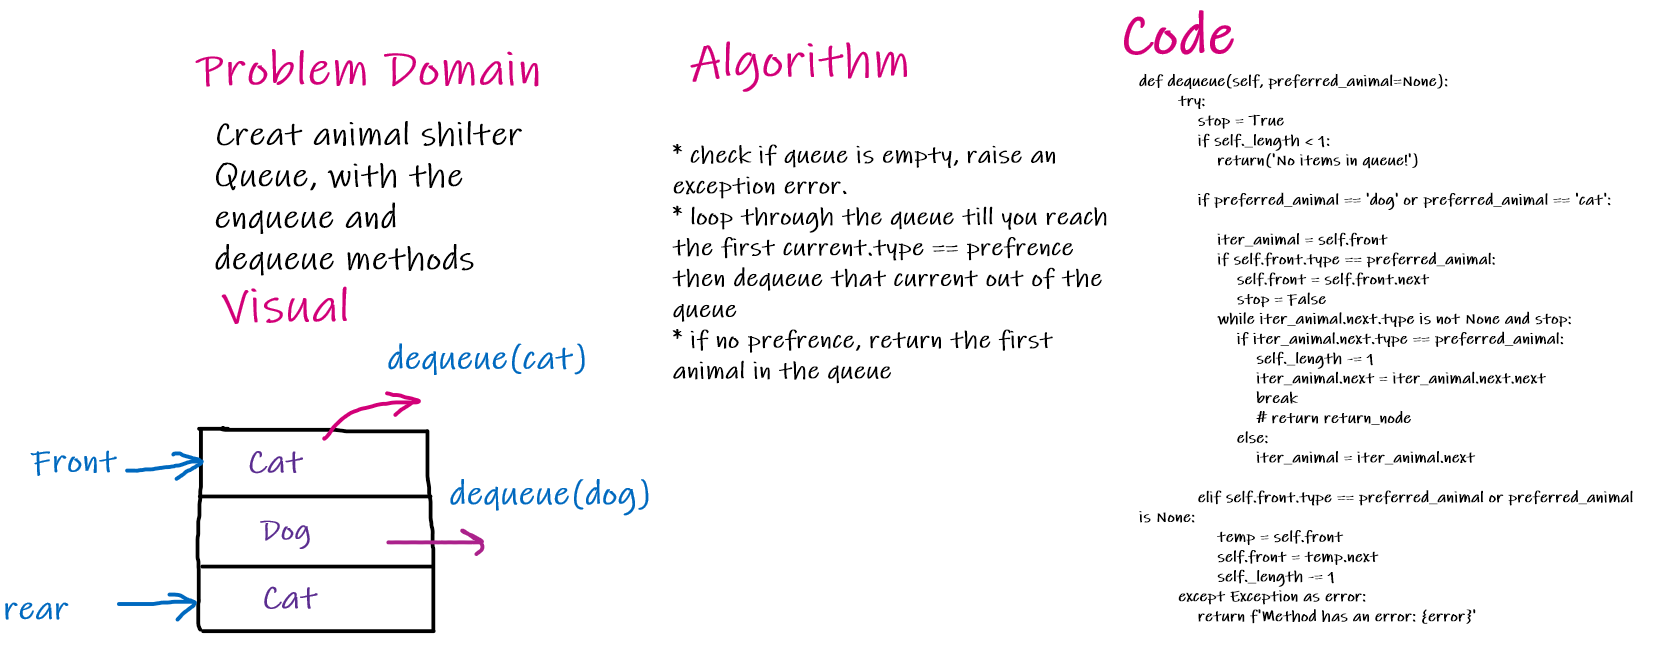 Problem Domain
Creat animal shilter
Queue, with the
enqueue and
dequeue methods
Visual
dequeue(cat)
Front
Cat
dequeue(dog)
Dog
rear
Cat
Algorithm
* check if queue is empty, raise an
exception error.
* loop through the queue till you reach
the first current.type == prefrence
then dequeue that current out of the
queue
* if no prefrence, return the first
animal in the queue
Code
def dequeue(self, preferred_animal=None):
try:
stop = True
if self._length < 1:
return('No items in queue!')
if preferred_animal == 'dog' or preferred_animal == 'cat':
iter_animal = self.front
if self.front.type == preferred_animal:
self.front = self.front.next
stop = False
while iter_animal.next.type is not None and stop:
if iter_animal.next.type == preferred_animal:
self._length -= 1
iter_animal.next = iter_animal.next.next
break
# return return_node
else:
iter_animal = iter_animal.next
elif self.front.type == preferred_animal or preferred_animal
is None:
temp = self.front
self.front = temp.next
self._length -= 1
except Exception as error:
return f'Method has an error: {error}'